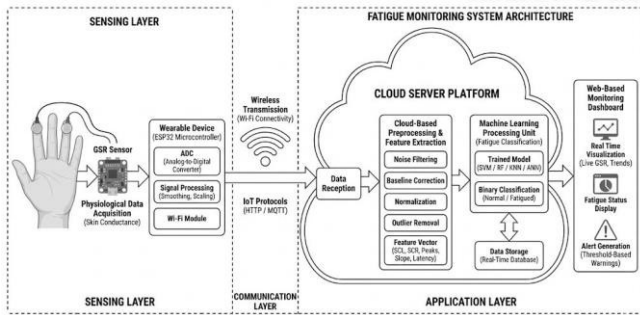 SENSING LAYER
FATIGUE MONITORING SYSTEM ARCHITECTURE
GSR Sensor
Physiological Data
Acquisition
(Skin Conductance)
Wearable Device
(ESP32 Microcontroller)
ADC
(Analog-to-Digital
Converter)
Signal Processing
(Smoothing, Scaling)
Wi-Fi Module
SENSING LAYER
Wireless
Transmission
(Wi-Fi Connectivity)
IoT Protocols
(HTTP / MQTT)
COMMUNICATION
LAYER
CLOUD SERVER PLATFORM
Data
Reception
Cloud-Based
Preprocessing &
Feature Extraction
Noise Filtering
Baseline Correction
Normalization
Outlier Removal
Feature Vector
(SCL, SCR, Peaks,
Slope, Latency)
Machine Learning
Processing Unit
(Fatigue Classification)
Trained Model
(SVM / RF / KNN / ANN)
Binary Classification
(Normal / Fatigued)
Data Storage
(Real-Time Database)
Web-Based
Monitoring
Dashboard
Real Time
Visualization
(Live GSR, Trends)
Fatigue Status
Display
Alert Generation
(Threshold-Based
Warnings)
APPLICATION LAYER